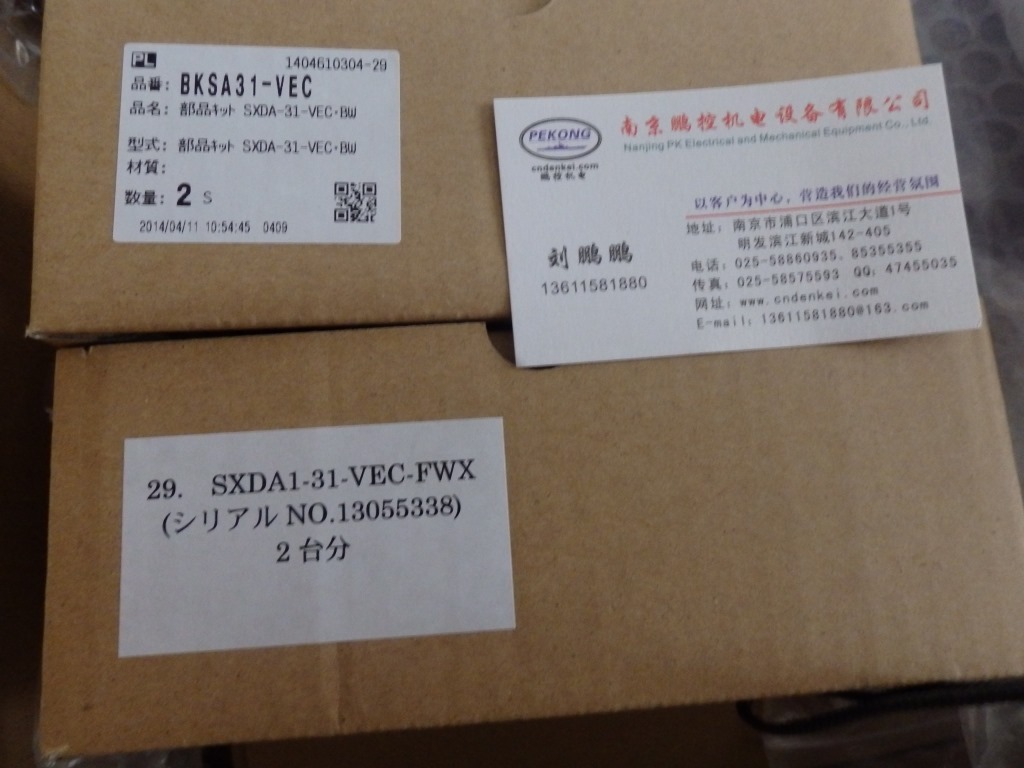 PL
1404610304-29
品番: BKSA31-VEC
品名: 部品キット SXDA-31-VEC・BW
型式: 部品キット SXDA-31-VEC・BW
材質:
数量: 2 S
2014/04/11 10:54:45 0409
PEKONG
cndenkei.com
鹏控机电
南京鹏控机电设备有限公司
Nanjing PK Electrical and Mechanical Equipment Co., Ltd.
以客户为中心，营造我们的经营氛围
刘鹏鹏
13611581880
地址: 南京市浦口区滨江大道1号
明发滨江新城142-405
电话: 025-58860935、85355355
传真: 025-58575593 QQ: 47455035
网址: www.cndenkei.com
E-mail: 13611581880@163.com
29. SXDA1-31-VEC-FWX
(シリアル NO.13055338)
2 台分